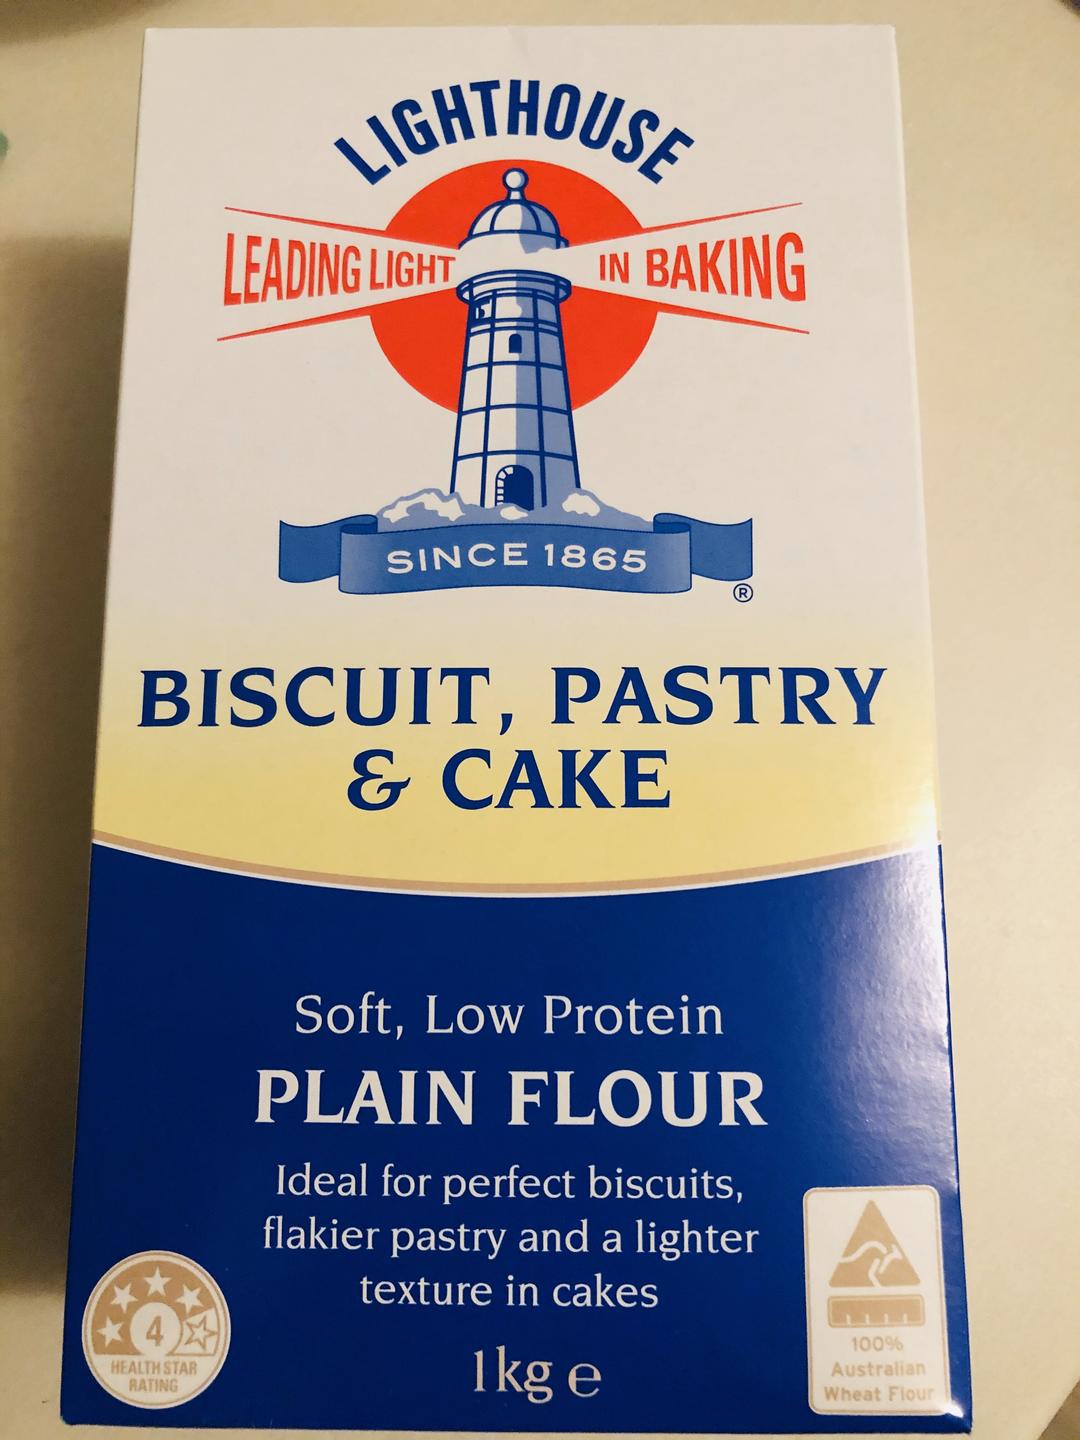 LIGHTHOUSE
LEADING LIGHT IN BAKING
SINCE 1865
®
BISCUIT, PASTRY
& CAKE
Soft, Low Protein
PLAIN FLOUR
Ideal for perfect biscuits,
flakier pastry and a lighter
texture in cakes
1kg e
4
HEALTH STAR
RATING
100%
Australian
Wheat Flour